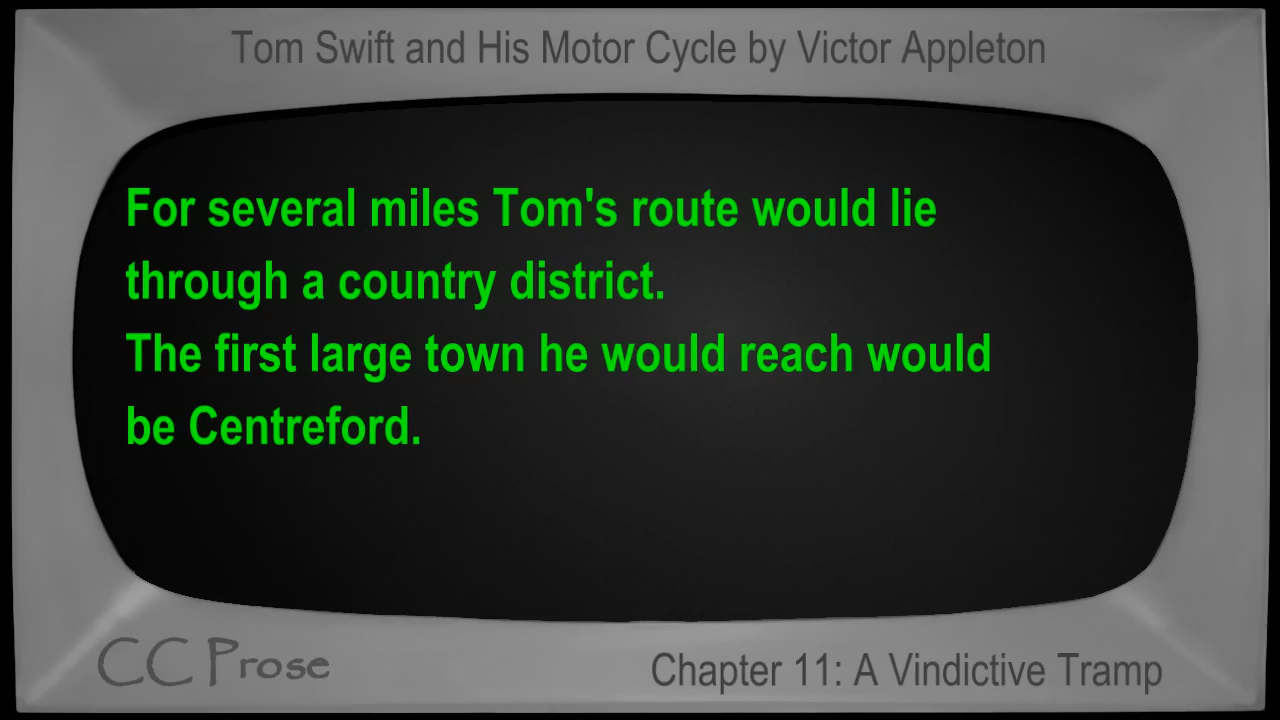 Tom Swift and His Motor Cycle by Victor Appleton
For several miles Tom's route would lie
through a country district.
The first large town he would reach would
be Centreford.
CC Prose
Chapter 11: A Vindictive Tramp